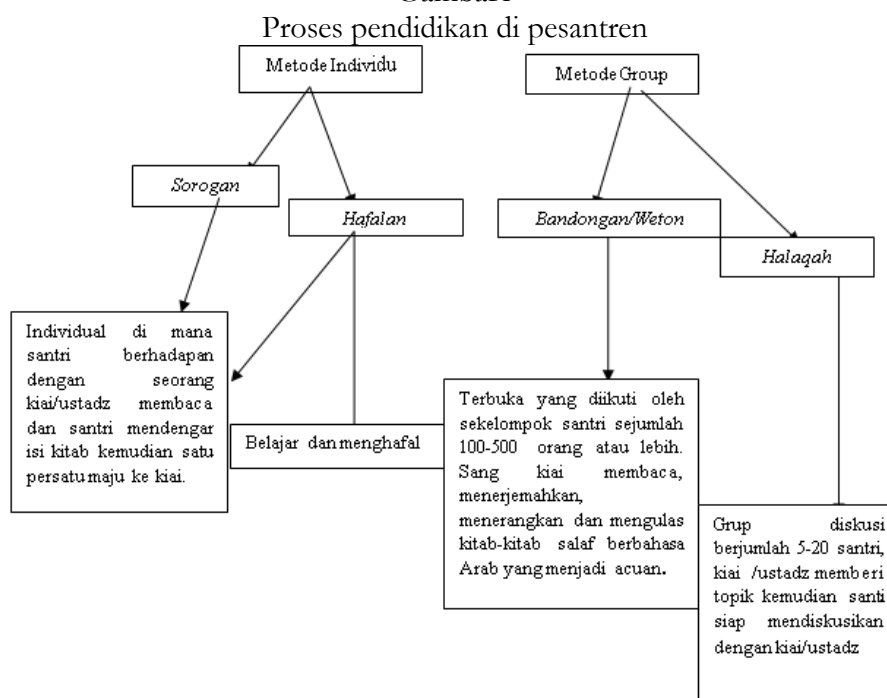 Proses pendidikan di pesantren
Metode Individu
Metode Group
Sorogan
Hafalan
Bandongan/Weton
Halaqah
Individual di mana
santri berhadapan
dengan seorang
kiai/ustadz membaca
dan santri mendengar
isi kitab kemudian satu
persatu maju ke kiai.
Belajar dan menghafal
Terbuka yang diikuti oleh
sekelompok santri sejumlah
100-500 orang atau lebih.
Sang kiai membaca,
menerjemahkan,
menerangkan dan mengulas
kitab-kitab salaf berbahasa
Arab yang menjadi acuan.
Grup diskusi
berjumlah 5-20 santri,
kiai /ustadz memberi
topik kemudian santi
siap mendiskusikan
dengan kiai/ustadz